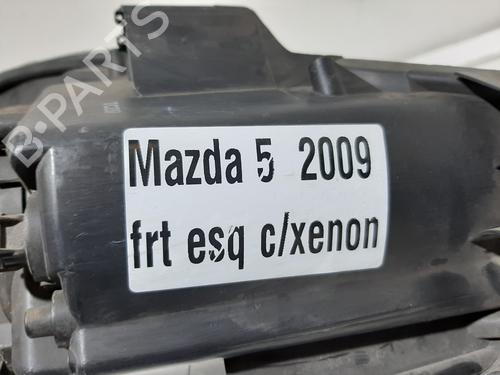 B-PARTS
Mazda 5 2009
frt esq c/xenon